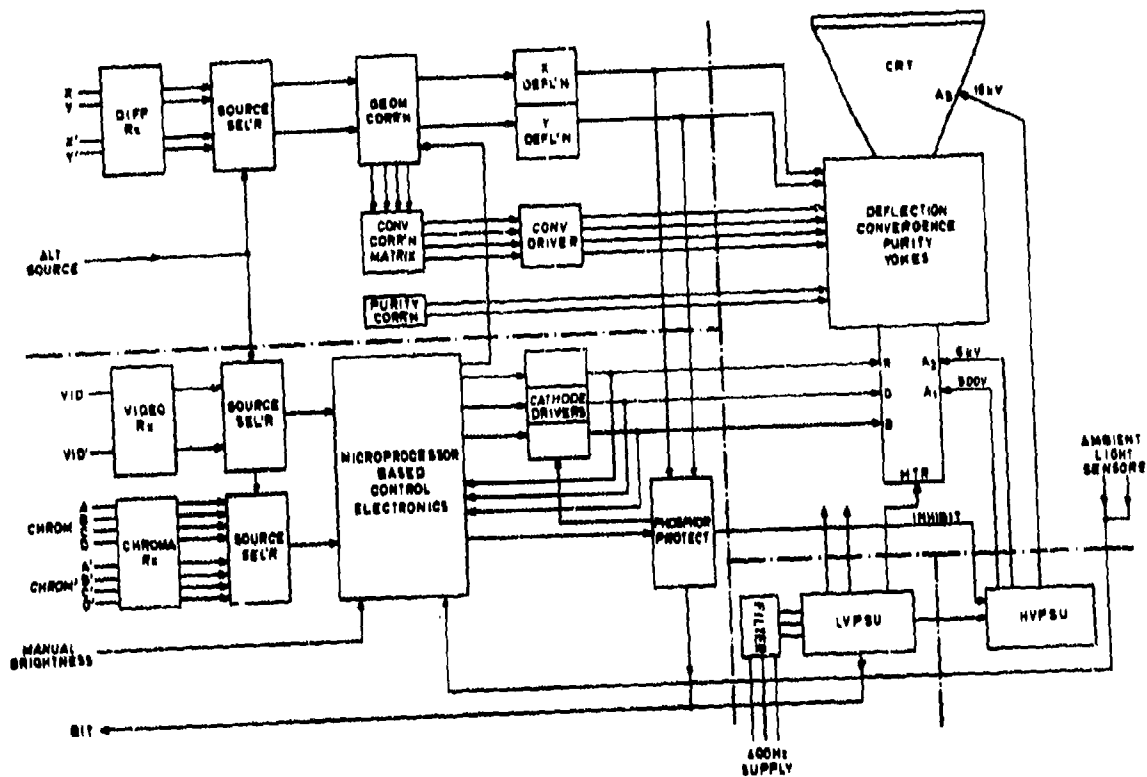 X
Y
X'
Y'
DIFF
Rx
SOURCE
SEL'R
GEOM
CORR'N
X
DEFL'N
Y
DEFL'N
CRT
A3
DEFLECTION
CONVERGENCE
PURITY
YOKES
CONV
CORR'N
MATRIX
CONV
DRIVER
PURITY
CORR'N
ALT
SOURCE
VID
VID'
VIDEO
Rx
SOURCE
SEL'R
MICROPROCESSOR
BASED
CONTROL
ELECTRONICS
CATHODE
DRIVERS
R
G
B
A2
6kV
A1
500V
HTR
AMBIENT
LIGHT
SENSORS
CHROM
A
B
C
D
CHROM'
A'
B'
C'
D'
CHROMA
Rx
SOURCE
SEL'R
PHOSPHOR
PROTECT
INHIBIT
FILTER
LVPSU
HVPSU
MANUAL
BRIGHTNESS
BIT
400Hz
SUPPLY